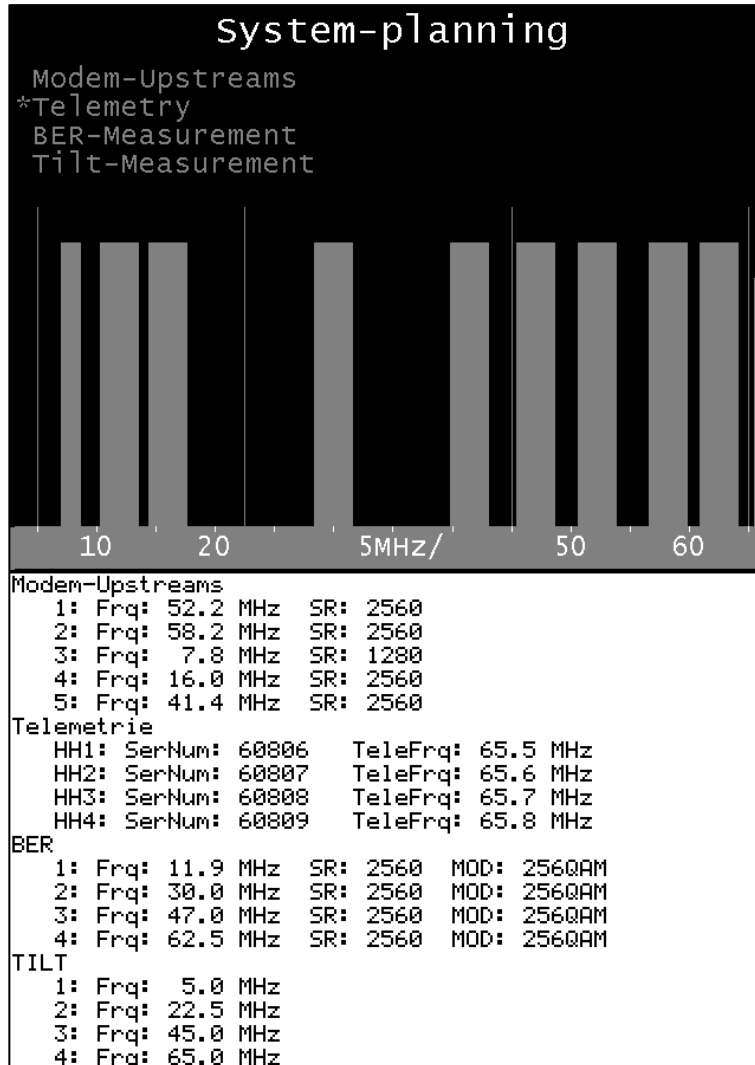 System-planning
Modem-Upstreams
*Telemetry
BER-Measurement
Tilt-Measurement
10 20 5MHz/ 50 60
Modem-Upstreams
1: Frq: 52.2 MHz SR: 2560
2: Frq: 58.2 MHz SR: 2560
3: Frq: 7.8 MHz SR: 1280
4: Frq: 16.0 MHz SR: 2560
5: Frq: 41.4 MHz SR: 2560
Telemetrie
HH1: SerNum: 60806 TeleFrq: 65.5 MHz
HH2: SerNum: 60807 TeleFrq: 65.6 MHz
HH3: SerNum: 60808 TeleFrq: 65.7 MHz
HH4: SerNum: 60809 TeleFrq: 65.8 MHz
BER
1: Frq: 11.9 MHz SR: 2560 MOD: 256QAM
2: Frq: 30.0 MHz SR: 2560 MOD: 256QAM
3: Frq: 47.0 MHz SR: 2560 MOD: 256QAM
4: Frq: 62.5 MHz SR: 2560 MOD: 256QAM
TILT
1: Frq: 5.0 MHz
2: Frq: 22.5 MHz
3: Frq: 45.0 MHz
4: Frq: 65.0 MHz